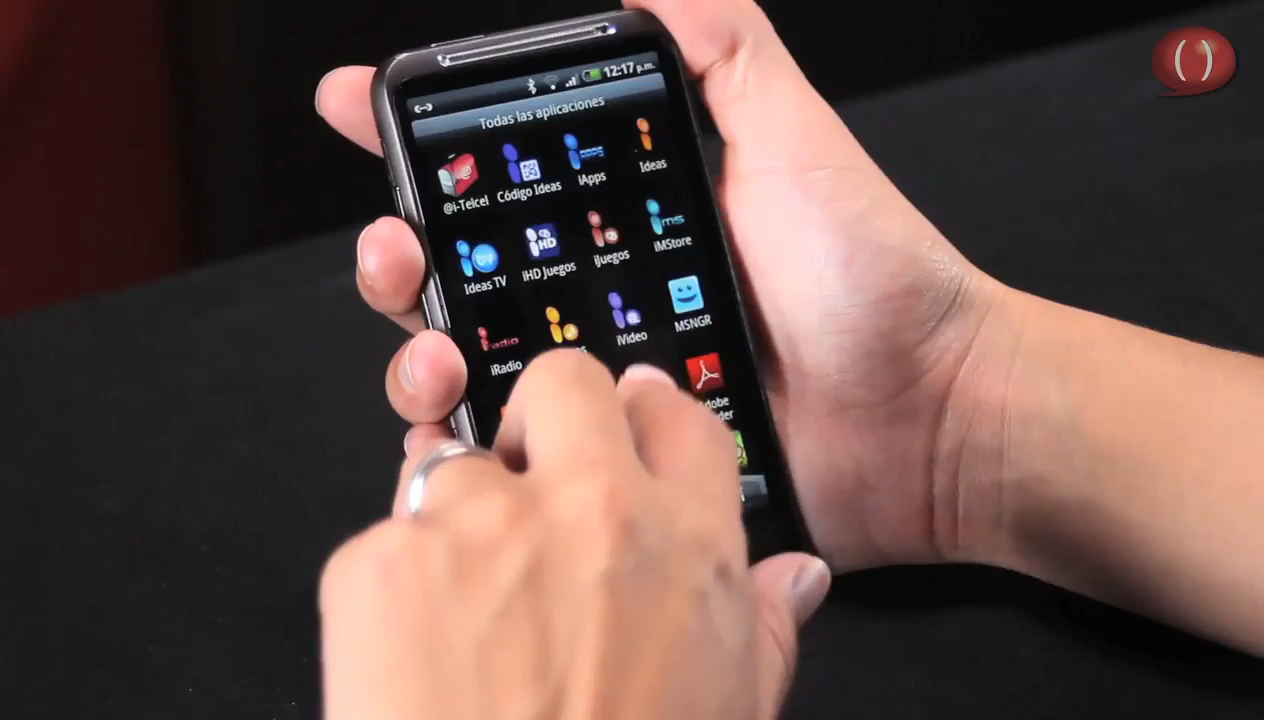 12:17 p.m.
Todas las aplicaciones
@i-Telcel
Código Ideas
iApps
Ideas
Ideas TV
iHD Juegos
iJuegos
iMStore
iRadio
iVideo
MSNGR